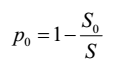 p₀ = 1 − S₀/S